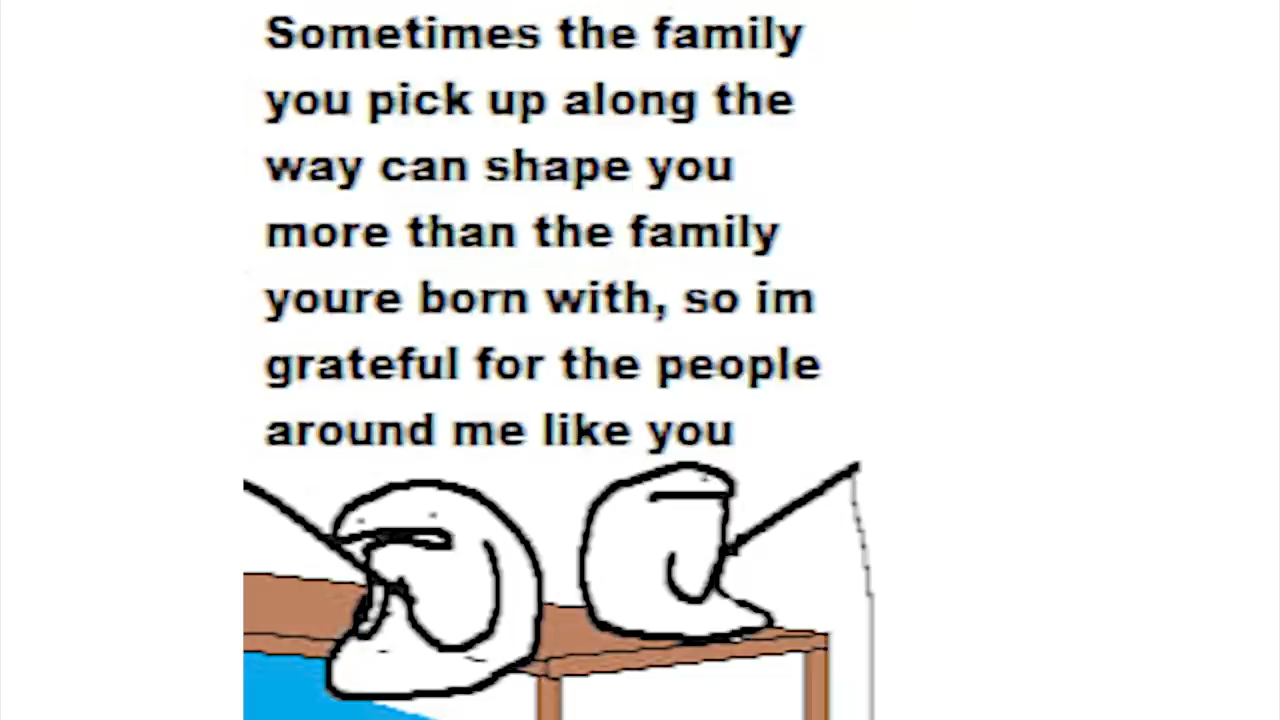 Sometimes the family
you pick up along the
way can shape you
more than the family
youre born with, so im
grateful for the people
around me like you